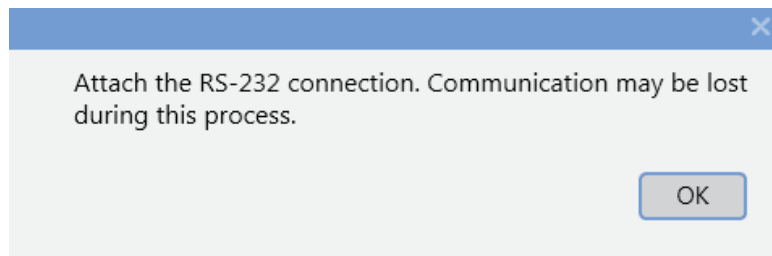 Attach the RS-232 connection. Communication may be lost
during this process.
OK